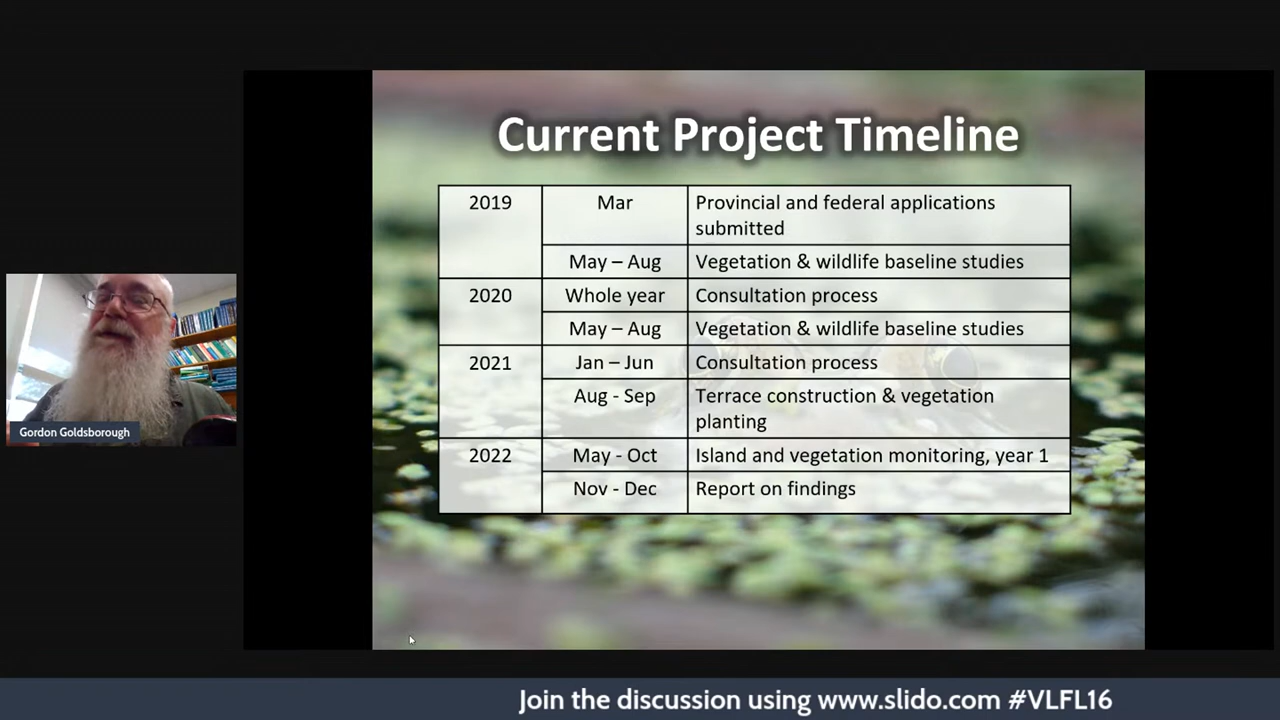 Current Project Timeline
2019
Mar
Provincial and federal applications
submitted
May – Aug
Vegetation & wildlife baseline studies
2020
Whole year
Consultation process
May – Aug
Vegetation & wildlife baseline studies
2021
Jan – Jun
Consultation process
Aug - Sep
Terrace construction & vegetation
planting
2022
May - Oct
Island and vegetation monitoring, year 1
Nov - Dec
Report on findings
Gordon Goldsborough
Join the discussion using www.slido.com #VLFL16